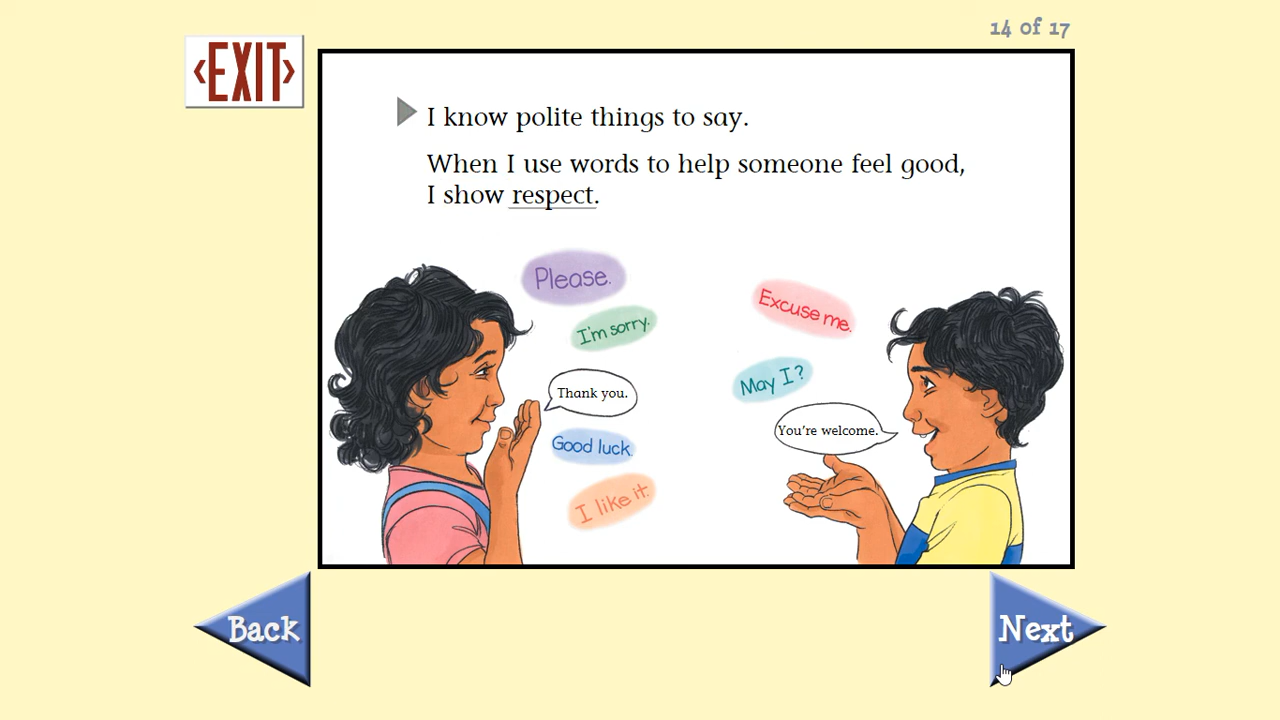 14 of 17
<EXIT>
I know polite things to say.
When I use words to help someone feel good,
I show respect.
Please.
I'm sorry.
Thank you.
Good luck.
I like it.
Excuse me.
May I?
You're welcome.
Back
Next